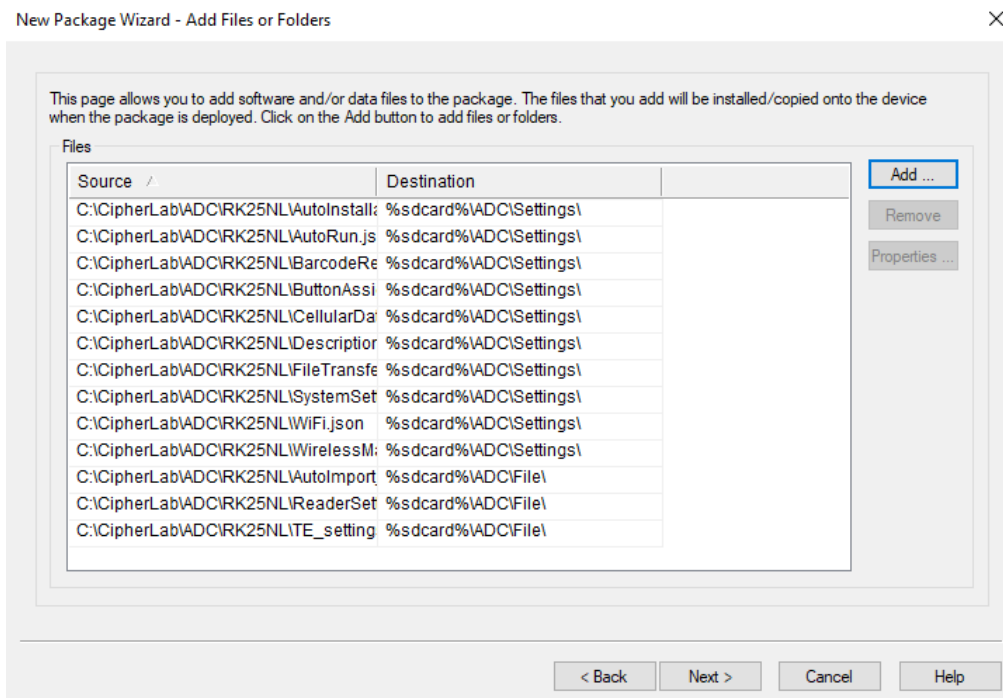 New Package Wizard - Add Files or Folders
This page allows you to add software and/or data files to the package. The files that you add will be installed/copied onto the device
when the package is deployed. Click on the Add button to add files or folders.
Files
Source Destination
Add ...
Remove
Properties ...
C:\CipherLab\ADC\RK25NL\AutoInstalla %sdcard%\ADC\Settings\
C:\CipherLab\ADC\RK25NL\AutoRun.js %sdcard%\ADC\Settings\
C:\CipherLab\ADC\RK25NL\BarcodeRe %sdcard%\ADC\Settings\
C:\CipherLab\ADC\RK25NL\ButtonAssi %sdcard%\ADC\Settings\
C:\CipherLab\ADC\RK25NL\CellularDat %sdcard%\ADC\Settings\
C:\CipherLab\ADC\RK25NL\Description %sdcard%\ADC\Settings\
C:\CipherLab\ADC\RK25NL\FileTransfe %sdcard%\ADC\Settings\
C:\CipherLab\ADC\RK25NL\SystemSet %sdcard%\ADC\Settings\
C:\CipherLab\ADC\RK25NL\WiFi.json %sdcard%\ADC\Settings\
C:\CipherLab\ADC\RK25NL\WirelessMa %sdcard%\ADC\Settings\
C:\CipherLab\ADC\RK25NL\AutoImport_ %sdcard%\ADC\File\
C:\CipherLab\ADC\RK25NL\ReaderSet %sdcard%\ADC\File\
C:\CipherLab\ADC\RK25NL\TE_setting %sdcard%\ADC\File\
< Back Next > Cancel Help